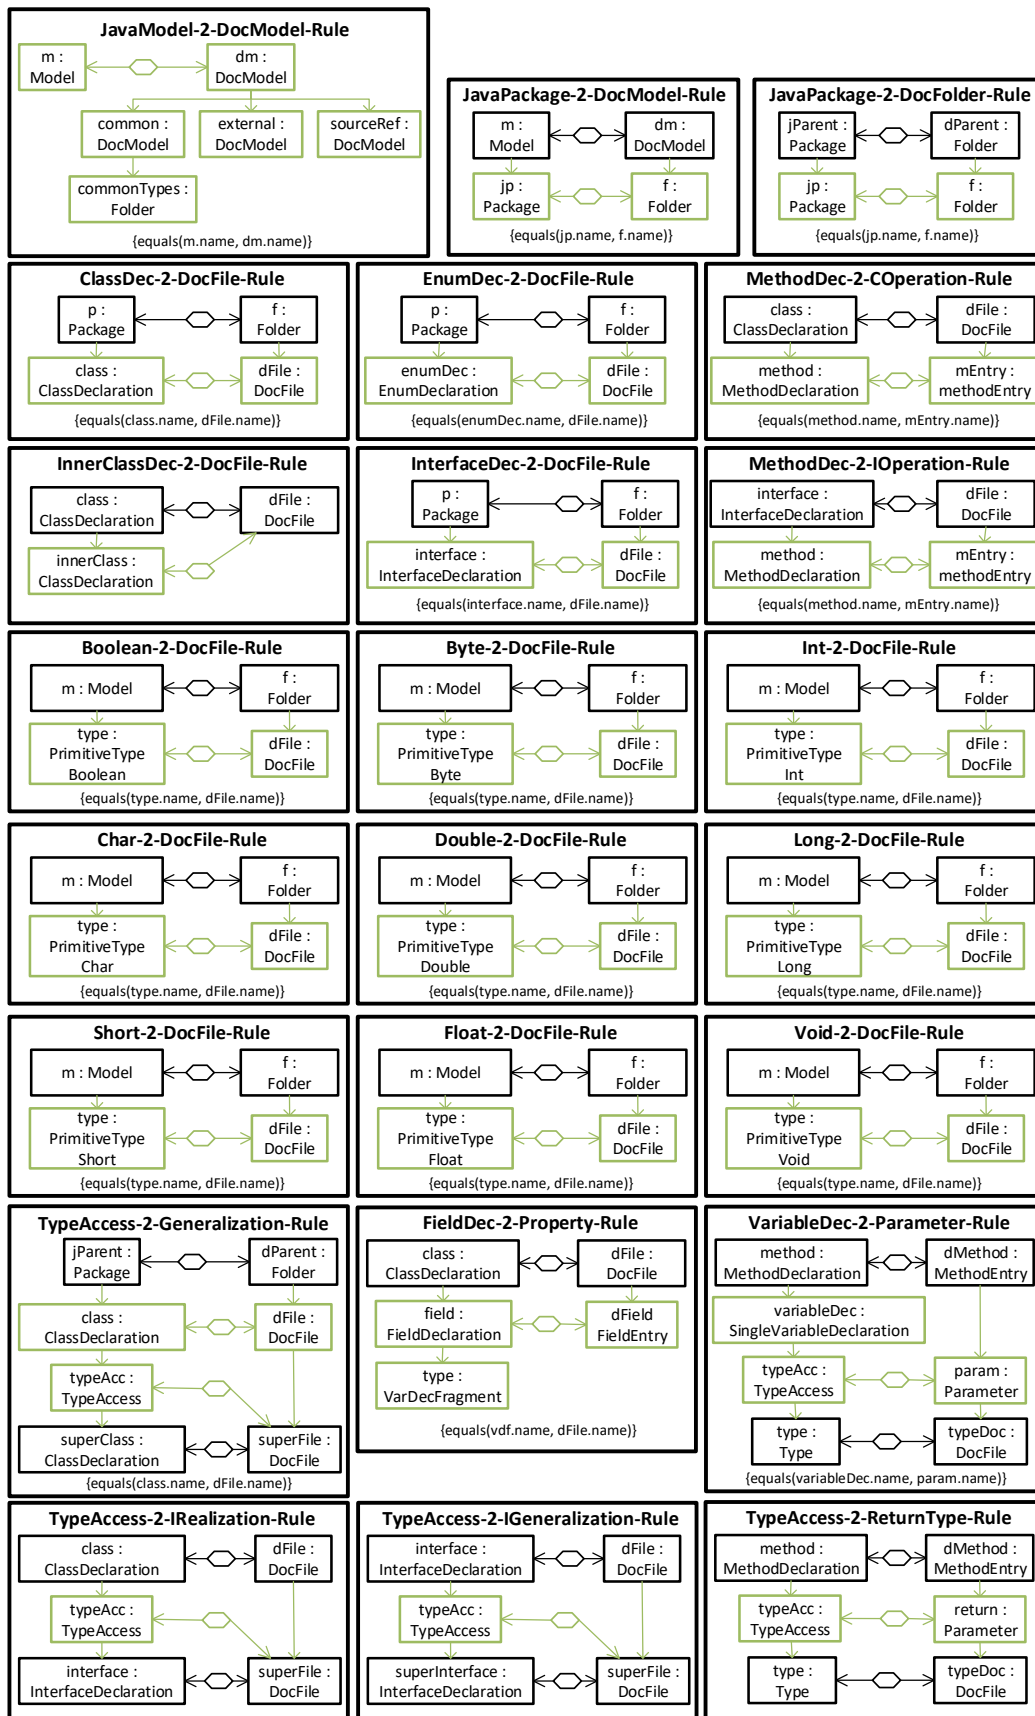 JavaModel-2-DocModel-Rule
m :
Model
dm :
DocModel
common :
DocModel
external :
DocModel
sourceRef :
DocModel
commonTypes :
Folder
{equals(m.name, dm.name)}
JavaPackage-2-DocModel-Rule
m :
Model
dm :
DocModel
jp :
Package
f :
Folder
{equals(jp.name, f.name)}
JavaPackage-2-DocFolder-Rule
jParent :
Package
dParent :
Folder
jp :
Package
f :
Folder
{equals(jp.name, f.name)}
ClassDec-2-DocFile-Rule
p :
Package
f :
Folder
class :
ClassDeclaration
dFile :
DocFile
{equals(class.name, dFile.name)}
EnumDec-2-DocFile-Rule
p :
Package
f :
Folder
enumDec :
EnumDeclaration
dFile :
DocFile
{equals(enumDec.name, dFile.name)}
MethodDec-2-COperation-Rule
class :
ClassDeclaration
dFile :
DocFile
method :
MethodDeclaration
mEntry :
methodEntry
{equals(method.name, mEntry.name)}
InnerClassDec-2-DocFile-Rule
class :
ClassDeclaration
dFile :
DocFile
innerClass :
ClassDeclaration
InterfaceDec-2-DocFile-Rule
p :
Package
f :
Folder
interface :
InterfaceDeclaration
dFile :
DocFile
{equals(interface.name, dFile.name)}
MethodDec-2-IOperation-Rule
interface :
InterfaceDeclaration
dFile :
DocFile
method :
MethodDeclaration
mEntry :
methodEntry
{equals(method.name, mEntry.name)}
Boolean-2-DocFile-Rule
m : Model
f :
Folder
type :
PrimitiveType
Boolean
dFile :
DocFile
{equals(type.name, dFile.name)}
Byte-2-DocFile-Rule
m : Model
f :
Folder
type :
PrimitiveType
Byte
dFile :
DocFile
{equals(type.name, dFile.name)}
Int-2-DocFile-Rule
m : Model
f :
Folder
type :
PrimitiveType
Int
dFile :
DocFile
{equals(type.name, dFile.name)}
Char-2-DocFile-Rule
m : Model
f :
Folder
type :
PrimitiveType
Char
dFile :
DocFile
{equals(type.name, dFile.name)}
Double-2-DocFile-Rule
m : Model
f :
Folder
type :
PrimitiveType
Double
dFile :
DocFile
{equals(type.name, dFile.name)}
Long-2-DocFile-Rule
m : Model
f :
Folder
type :
PrimitiveType
Long
dFile :
DocFile
{equals(type.name, dFile.name)}
Short-2-DocFile-Rule
m : Model
f :
Folder
type :
PrimitiveType
Short
dFile :
DocFile
{equals(type.name, dFile.name)}
Float-2-DocFile-Rule
m : Model
f :
Folder
type :
PrimitiveType
Float
dFile :
DocFile
{equals(type.name, dFile.name)}
Void-2-DocFile-Rule
m : Model
f :
Folder
type :
PrimitiveType
Void
dFile :
DocFile
{equals(type.name, dFile.name)}
TypeAccess-2-Generalization-Rule
jParent :
Package
dParent :
Folder
class :
ClassDeclaration
dFile :
DocFile
typeAcc :
TypeAccess
superClass :
ClassDeclaration
superFile :
DocFile
{equals(class.name, dFile.name)}
FieldDec-2-Property-Rule
class :
ClassDeclaration
dFile :
DocFile
field :
FieldDeclaration
dField
FieldEntry
type :
VarDecFragment
{equals(vdf.name, dFile.name)}
VariableDec-2-Parameter-Rule
method :
MethodDeclaration
dMethod :
MethodEntry
variableDec :
SingleVariableDeclaration
typeAcc :
TypeAccess
param :
Parameter
type :
Type
typeDoc :
DocFile
{equals(variableDec.name, param.name)}
TypeAccess-2-IRealization-Rule
class :
ClassDeclaration
dFile :
DocFile
typeAcc :
TypeAccess
interface :
InterfaceDeclaration
superFile :
DocFile
TypeAccess-2-IGeneralization-Rule
interface :
InterfaceDeclaration
dFile :
DocFile
typeAcc :
TypeAccess
superInterface :
InterfaceDeclaration
superFile :
DocFile
TypeAccess-2-ReturnType-Rule
method :
MethodDeclaration
dMethod :
MethodEntry
typeAcc :
TypeAccess
return :
Parameter
type :
Type
typeDoc :
DocFile